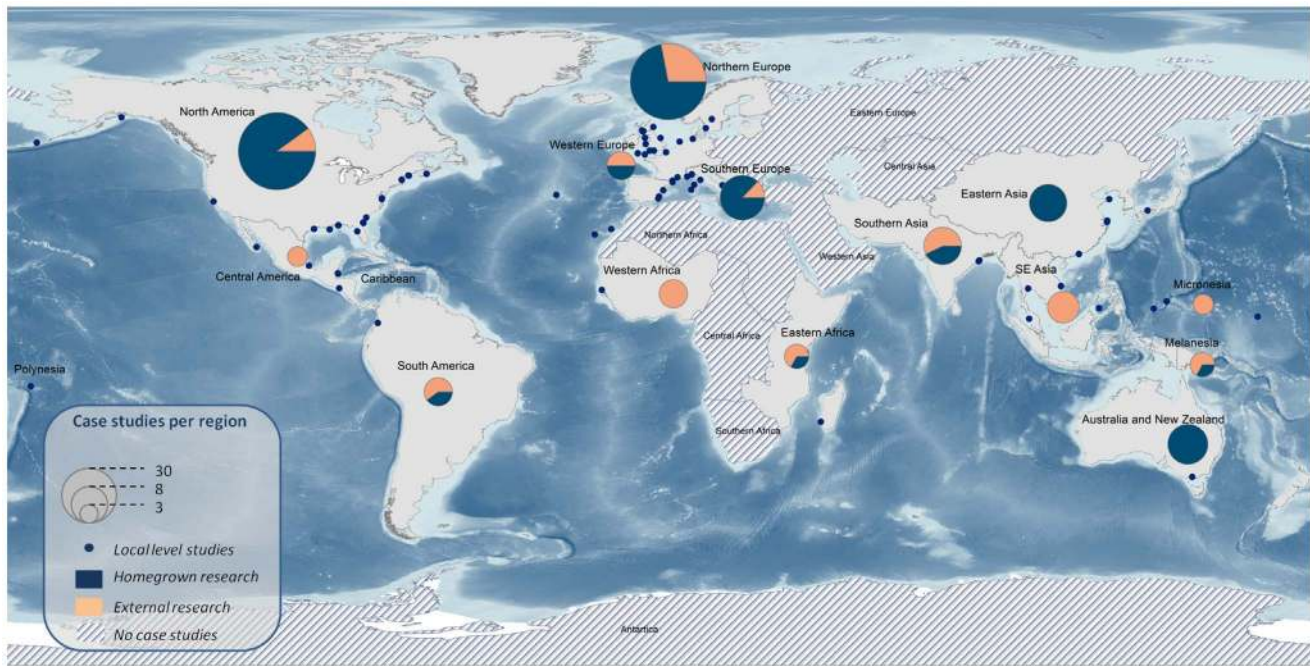 Northern Europe
North America
Eastern Europe
Western Europe
Central Asia
Southern Europe
Eastern Asia
Southern Asia
Northern Africa
Western Asia
Western Africa
SE Asia
Central America
Caribbean
Micronesia
Central Africa
Eastern Africa
Melanesia
South America
Polynesia
Australia and New Zealand
Southern Africa
Case studies per region
30
8
3
Local level studies
Homegrown research
External research
No case studies
Antartica